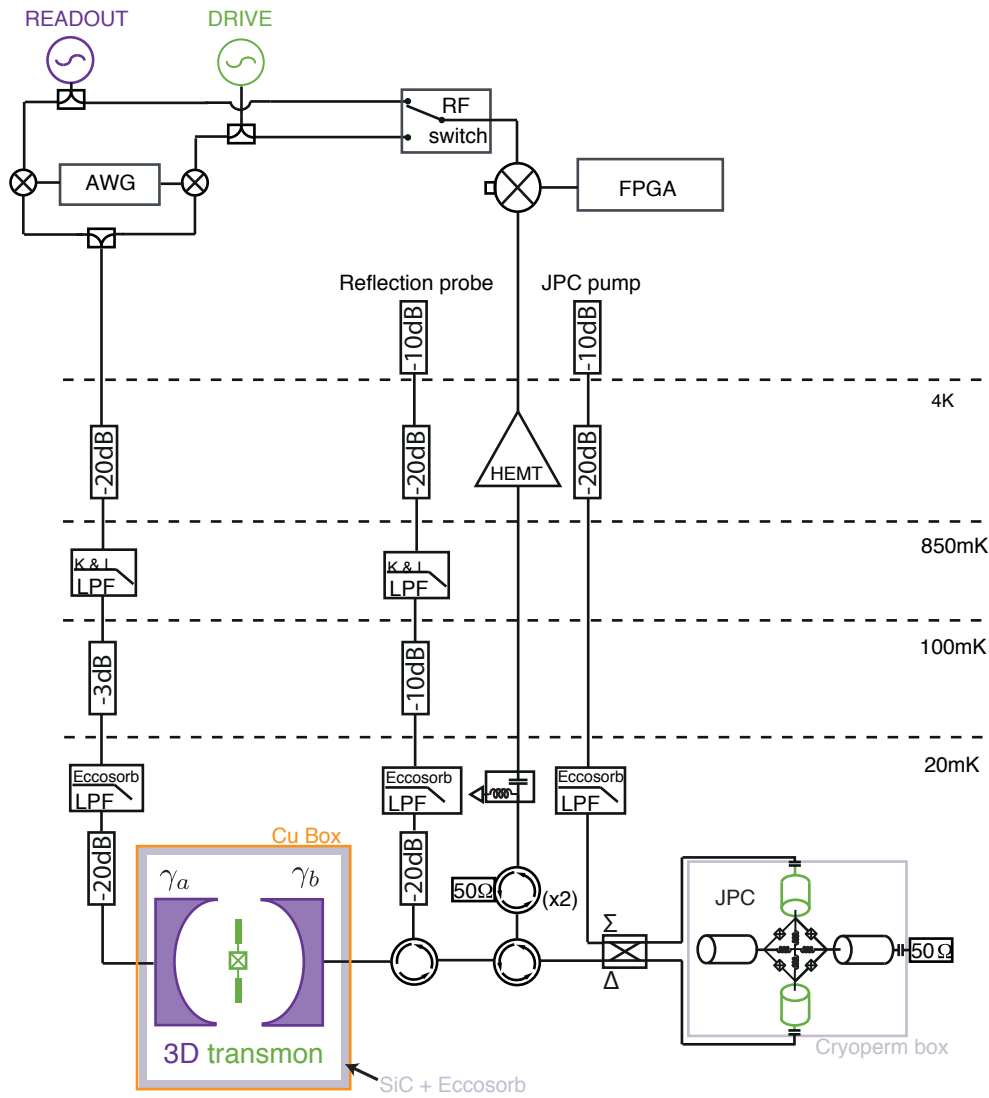 READOUT
DRIVE
RF
switch
AWG
FPGA
Reflection probe
JPC pump
-10dB
-10dB
4K
-20dB
-20dB
HEMT
-20dB
850mK
K & L
LPF
K & L
LPF
100mK
-3dB
-10dB
20mK
Eccosorb
LPF
Eccosorb
LPF
Eccosorb
LPF
-20dB
Cu Box
-20dB
50Ω
(x2)
γa
γb
JPC
Σ
Δ
50Ω
3D transmon
Cryoperm box
SiC + Eccosorb